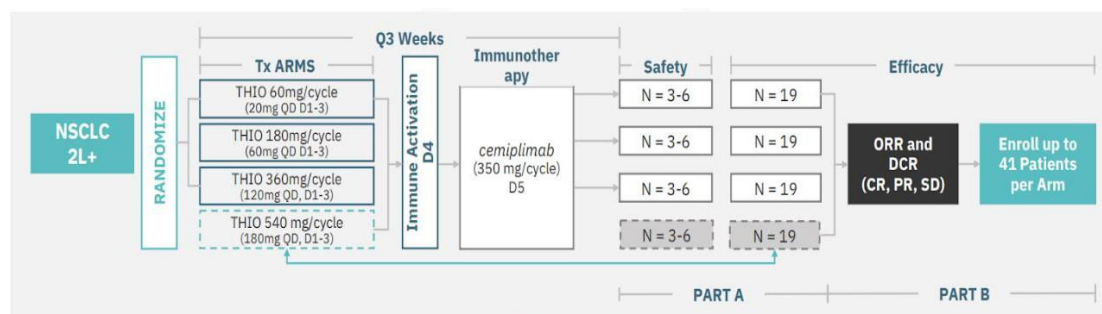 Q3 Weeks
Tx ARMS
Immunother
apy
Safety
Efficacy
NSCLC
2L+
RANDOMIZE
THIO 60mg/cycle
(20mg QD D1-3)
THIO 180mg/cycle
(60mg QD D1-3)
THIO 360mg/cycle
(120mg QD, D1-3)
THIO 540 mg/cycle
(180mg QD, D1-3)
Immune Activation
D4
cemiplimab
(350 mg/cycle)
D5
N = 3-6
N = 3-6
N = 3-6
N = 3-6
N = 19
N = 19
N = 19
N = 19
ORR and
DCR
(CR, PR, SD)
Enroll up to
41 Patients
per Arm
PART A
PART B